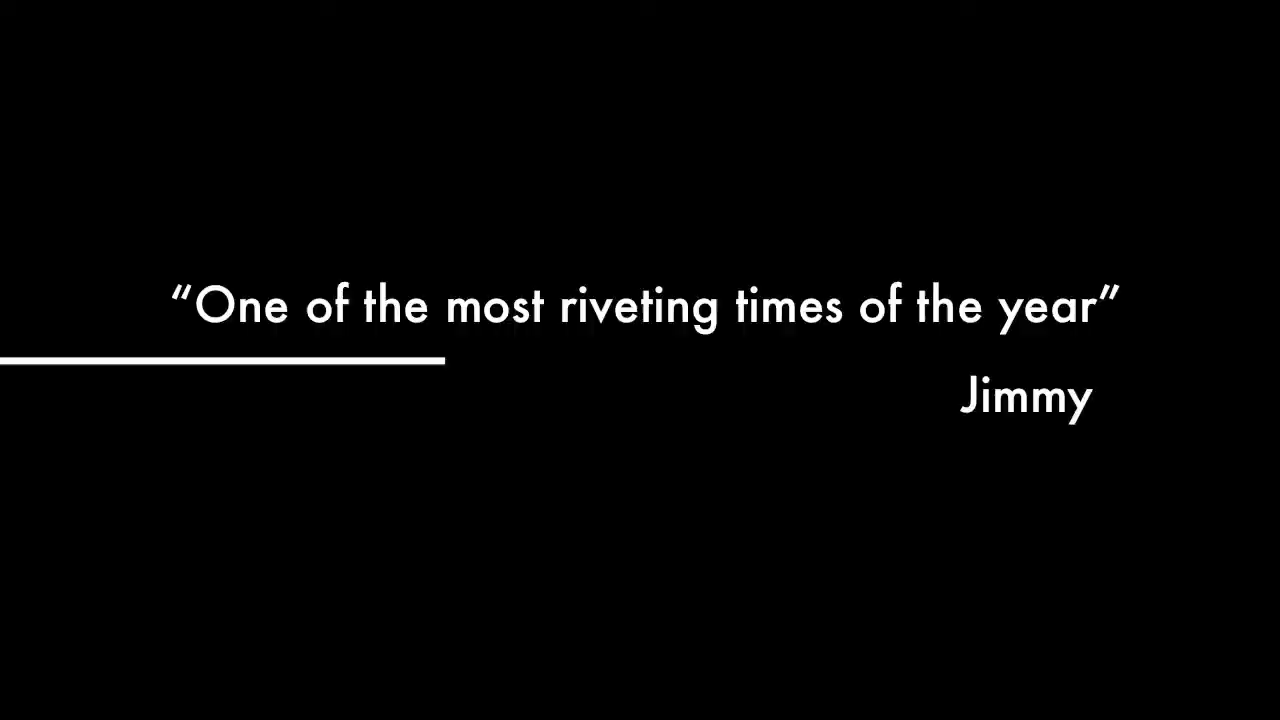 “One of the most riveting times of the year”
Jimmy